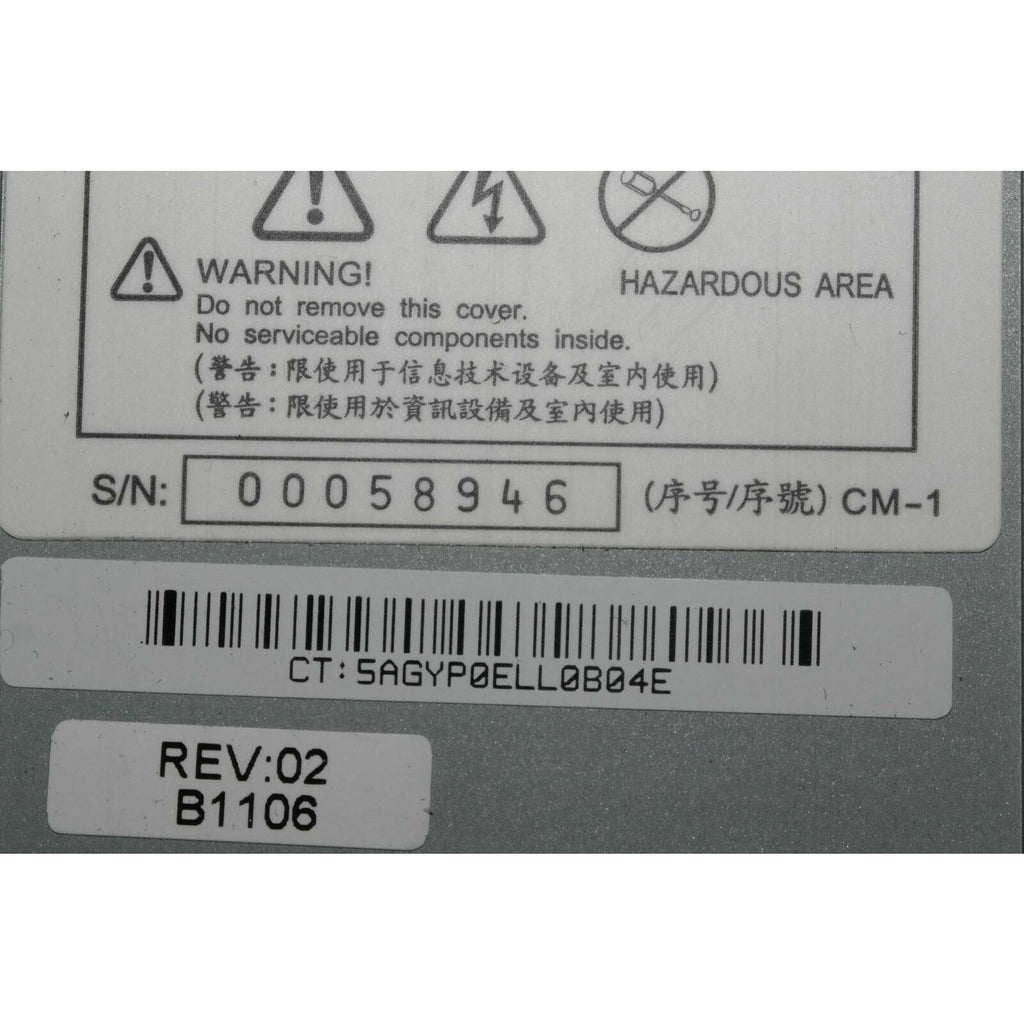 WARNING!
Do not remove this cover.
No serviceable components inside.
HAZARDOUS AREA
(警告：限使用于信息技术设备及室内使用)
(警告：限使用於資訊設備及室內使用)
S/N: 00058946 (序号/序號) CM-1
CT:5AGYP0ELL0B04E
REV:02
B1106